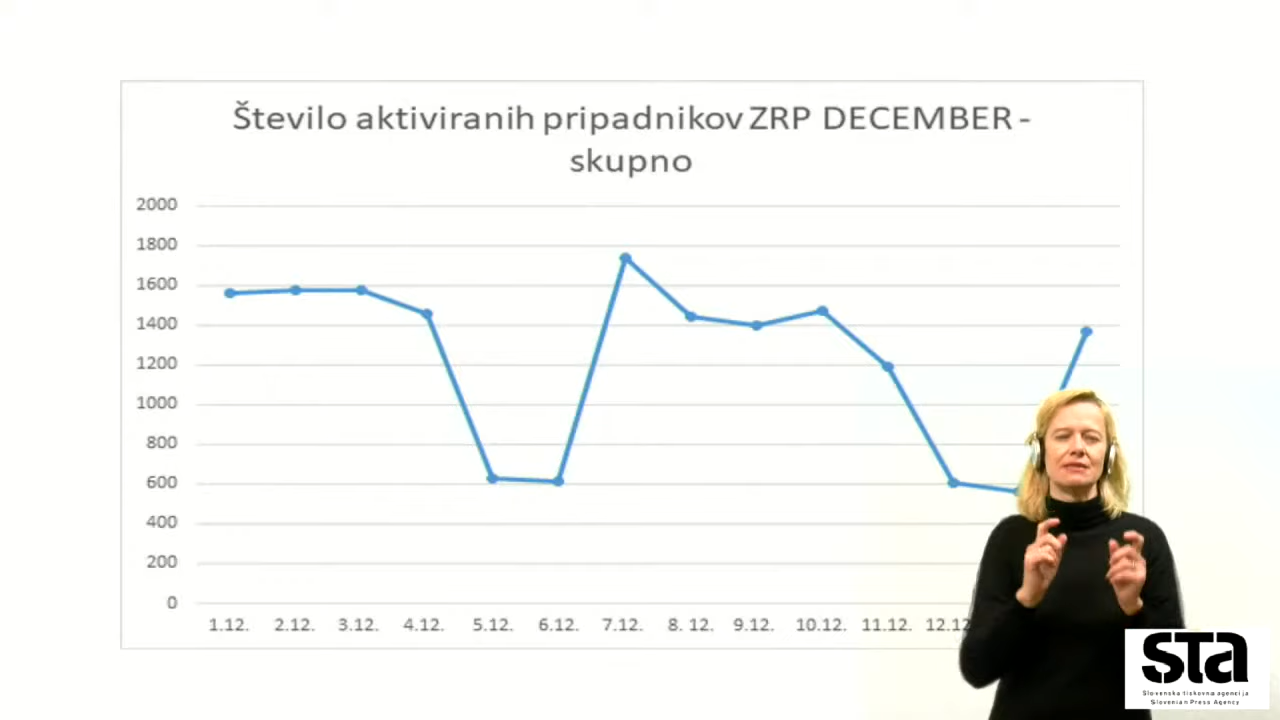 Število aktiviranih pripadnikov ZRP DECEMBER -
skupno
2000
1800
1600
1400
1200
1000
800
600
400
200
0
1.12. 2.12. 3.12. 4.12. 5.12. 6.12. 7.12. 8. 12. 9.12. 10.12. 11.12. 12.12
STA
Slovenska tiskovna agencija
Slovenian Press Agency